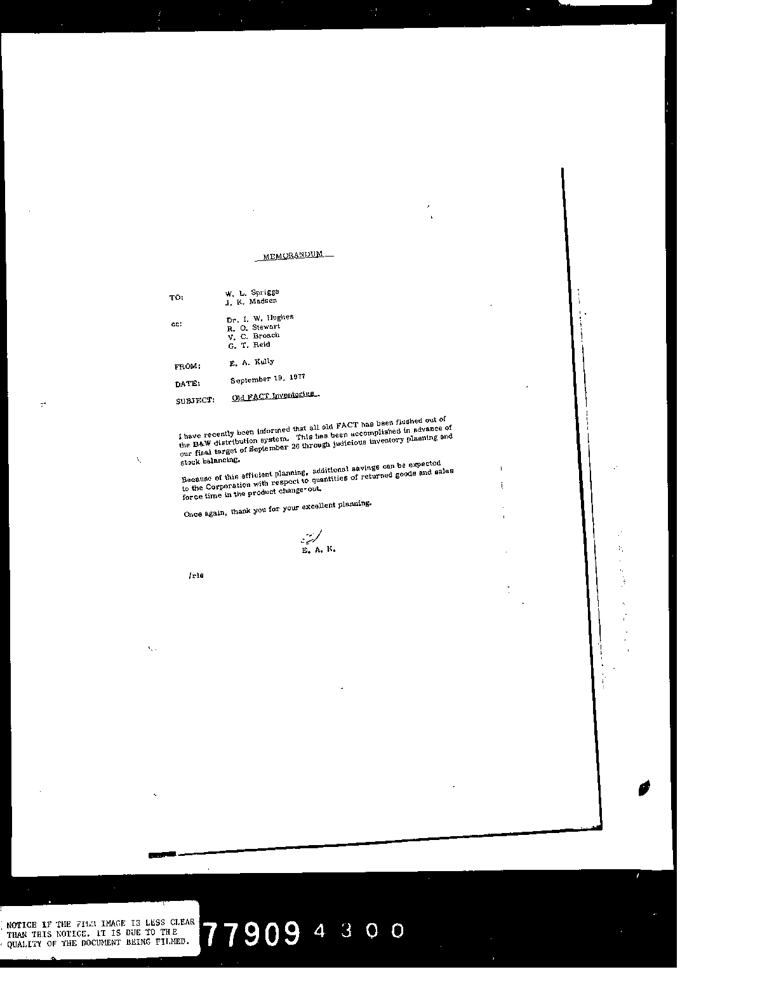 MEMORANDUM
TO: W. L. Spriggs
J. K. Madsen
cc: Dr. I. W. Hughes
R. O. Stewart
V. C. Broach
G. T. Reid
FROM: E. A. Kully
DATE: September 19, 1977
SUBJECT: Old FACT Inventories
I have recently been informed that all old FACT has been flushed out of
the B&W distribution system. This has been accomplished in advance of
our final target of September 26 through judicious inventory planning and
stock balancing.
Because of this efficient planning, additional savings can be expected
to the Corporation with respect to quantities of returned goods and sales
force time in the product change-out.
Once again, thank you for your excellent planning.
E. A. K.
/rle
NOTICE IF THE FILM IMAGE IS LESS CLEAR
THAN THIS NOTICE, IT IS DUE TO THE
QUALITY OF THE DOCUMENT BEING FILMED.
77909 4300